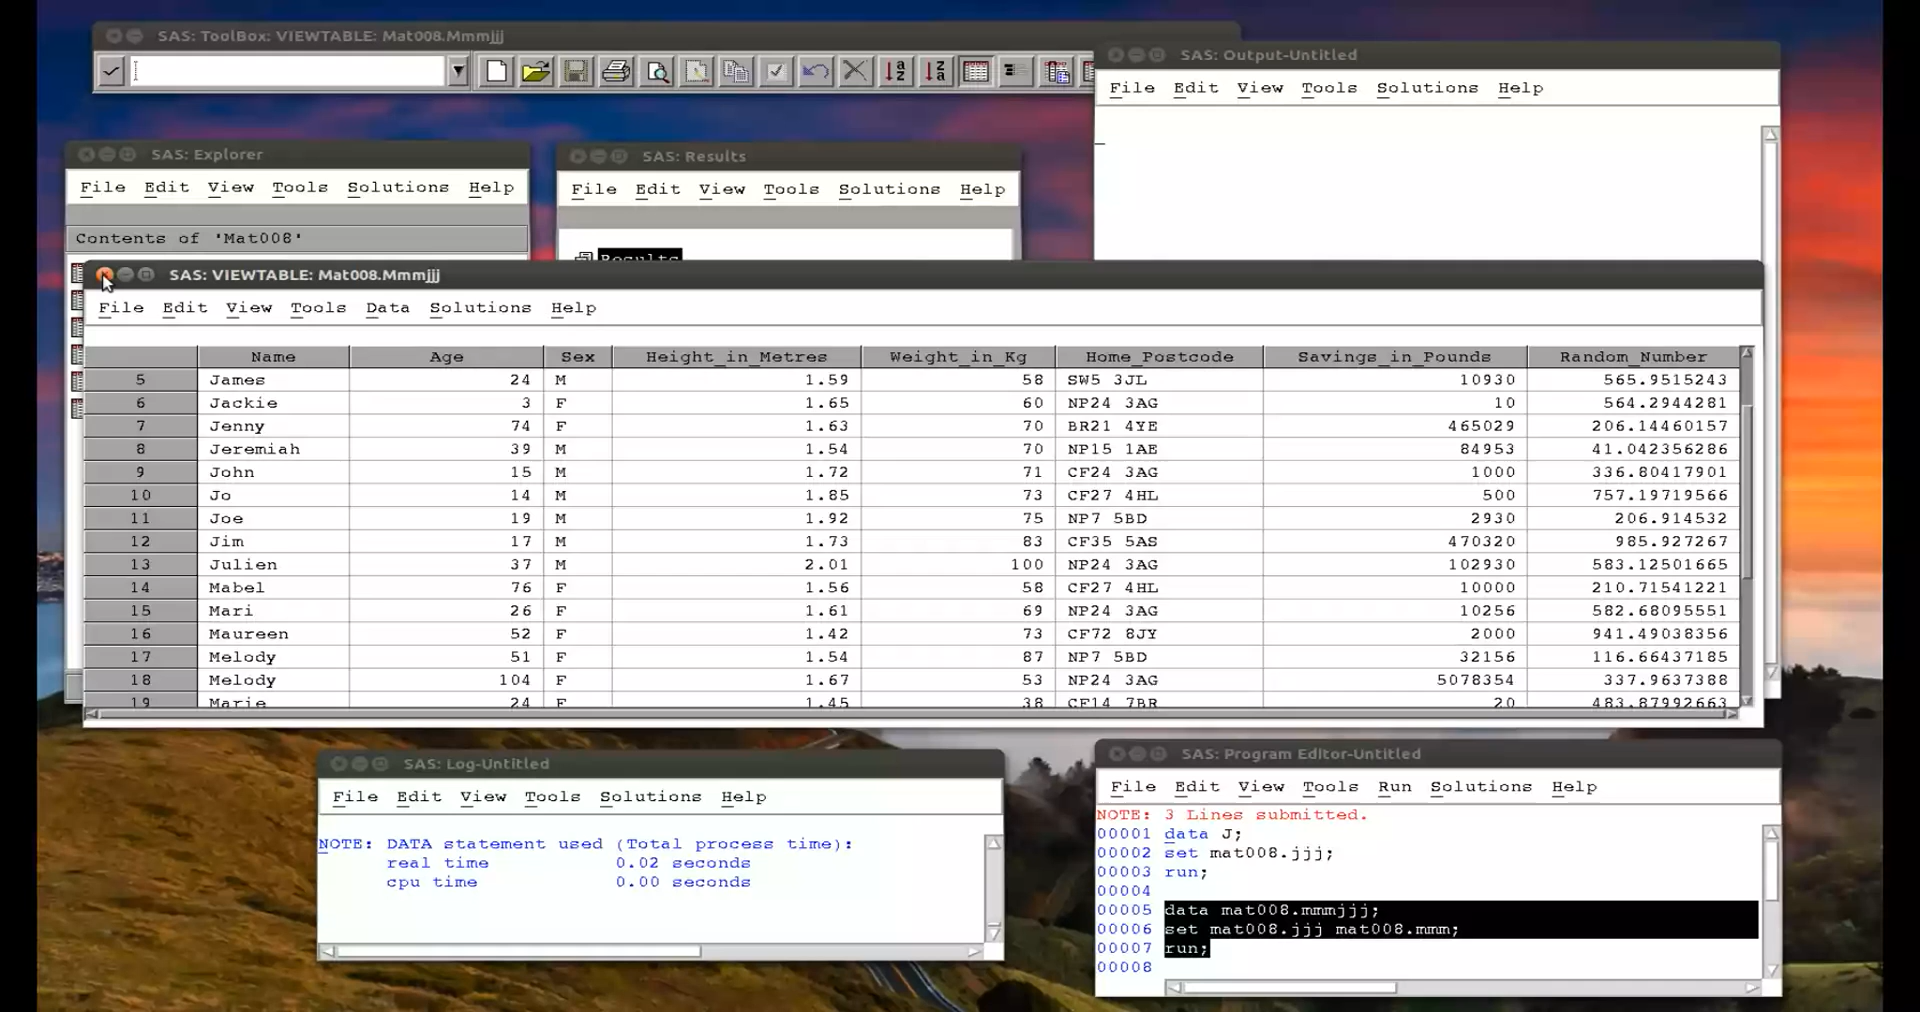 SAS: ToolBox: VIEWTABLE: Mat008.Mmmjjj
SAS: Output-Untitled
File Edit View Tools Solutions Help
SAS: Explorer
File Edit View Tools Solutions Help
Contents of 'Mat008'
SAS: Results
File Edit View Tools Solutions Help
Results
SAS: VIEWTABLE: Mat008.Mmmjjj
File Edit View Tools Data Solutions Help
Name Age Sex Height_in_Metres Weight_in_Kg Home_Postcode Savings_in_Pounds Random_Number
5 James 24 M 1.59 58 SW5 3JL 10930 565.9515243
6 Jackie 3 F 1.65 60 NP24 3AG 10 564.2944281
7 Jenny 74 F 1.63 70 BR21 4YE 465029 206.14460157
8 Jeremiah 39 M 1.54 70 NP15 1AE 84953 41.042356286
9 John 15 M 1.72 71 CF24 3AG 1000 336.80417901
10 Jo 14 M 1.85 73 CF27 4HL 500 757.19719566
11 Joe 19 M 1.92 75 NP7 5BD 2930 206.914532
12 Jim 17 M 1.73 83 CF35 5AS 470320 985.927267
13 Julien 37 M 2.01 100 NP24 3AG 102930 583.12501665
14 Mabel 76 F 1.56 58 CF27 4HL 10000 210.71541221
15 Mari 26 F 1.61 69 NP24 3AG 10256 582.68095551
16 Maureen 52 F 1.42 73 CF72 8JY 2000 941.49038356
17 Melody 51 F 1.54 87 NP7 5BD 32156 116.66437185
18 Melody 104 F 1.67 53 NP24 3AG 5078354 337.9637388
19 Marie 24 F 1.45 38 CF14 7BR 20 483.87992663
SAS: Log-Untitled
File Edit View Tools Solutions Help
NOTE: DATA statement used (Total process time):
real time 0.02 seconds
cpu time 0.00 seconds
SAS: Program Editor-Untitled
File Edit View Tools Run Solutions Help
NOTE: 3 Lines submitted.
00001 data J;
00002 set mat008.jjj;
00003 run;
00004
00005 data mat008.mmmjjj;
00006 set mat008.jjj mat008.mmm;
00007 run;
00008